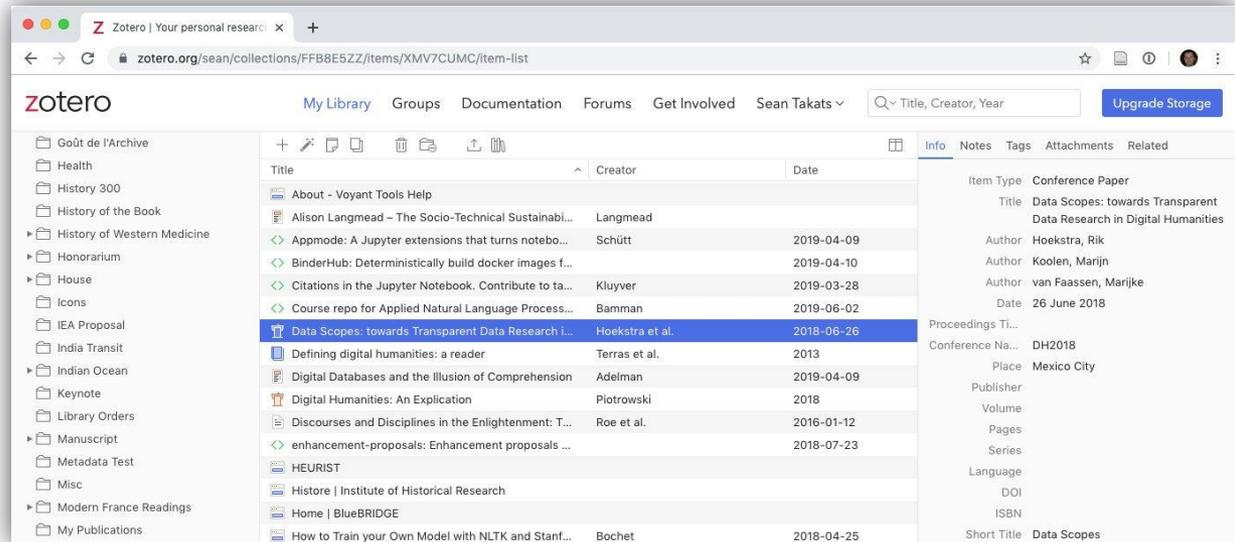 Zotero | Your personal researc
zotero.org/sean/collections/FFB8E5ZZ/items/XMV7CUMC/item-list
zotero
My Library Groups Documentation Forums Get Involved Sean Takats Title, Creator, Year Upgrade Storage
Goût de l'Archive
Health
History 300
History of the Book
History of Western Medicine
Honorarium
House
Icons
IEA Proposal
India Transit
Indian Ocean
Keynote
Library Orders
Manuscript
Metadata Test
Misc
Modern France Readings
My Publications
Title Creator Date
About - Voyant Tools Help
Alison Langmead – The Socio-Technical Sustainabi... Langmead
Appmode: A Jupyter extensions that turns notebo... Schütt 2019-04-09
BinderHub: Deterministically build docker images f... 2019-04-10
Citations in the Jupyter Notebook. Contribute to ta... Kluyver 2019-03-28
Course repo for Applied Natural Language Process... Bamman 2019-06-02
Data Scopes: towards Transparent Data Research i... Hoekstra et al. 2018-06-26
Defining digital humanities: a reader Terras et al. 2013
Digital Databases and the Illusion of Comprehension Adelman 2019-04-09
Digital Humanities: An Explication Piotrowski 2018
Discourses and Disciplines in the Enlightenment: T... Roe et al. 2016-01-12
enhancement-proposals: Enhancement proposals ... 2018-07-23
HEURIST
Histore | Institute of Historical Research
Home | BlueBRIDGE
How to Train your Own Model with NLTK and Stanf... Bochet 2018-04-25
Info Notes Tags Attachments Related
Item Type Conference Paper
Title Data Scopes: towards Transparent
Data Research in Digital Humanities
Author Hoekstra, Rik
Author Koolen, Marijn
Author van Faassen, Marijke
Date 26 June 2018
Proceedings Ti...
Conference Na... DH2018
Place Mexico City
Publisher
Volume
Pages
Series
Language
DOI
ISBN
Short Title Data Scopes